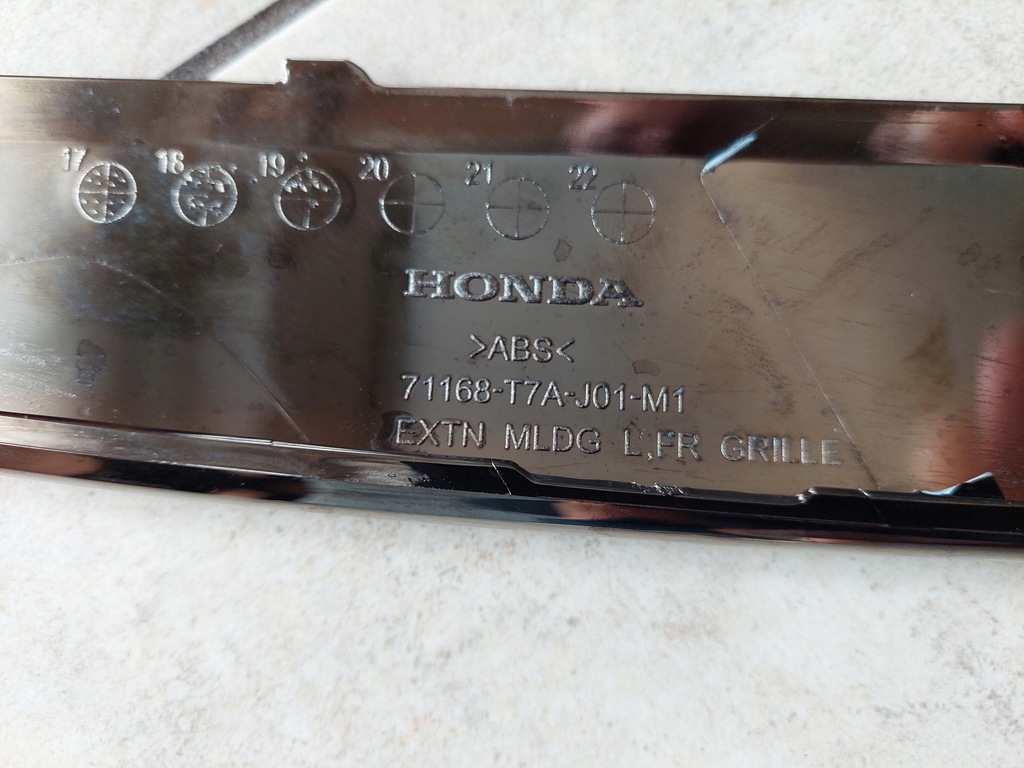 17 18 19 20 21 22
HONDA
>ABS<
71168-T7A-J01-M1
EXTN MLDG L,FR GRILLE